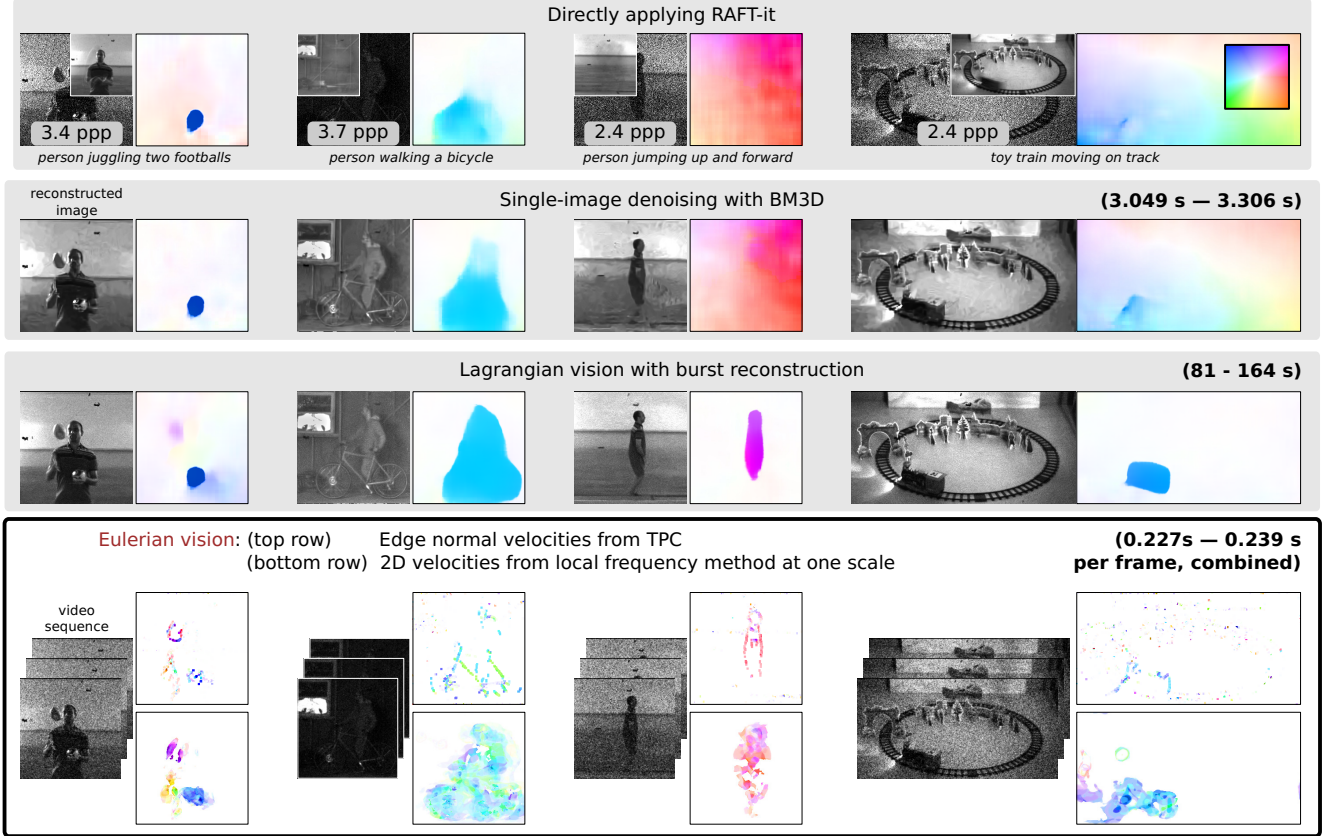 Directly applying RAFT-it
3.4 ppp
3.7 ppp
2.4 ppp
2.4 ppp
person juggling two footballs
person walking a bicycle
person jumping up and forward
toy train moving on track
reconstructed
image
Single-image denoising with BM3D
(3.049 s — 3.306 s)
Lagrangian vision with burst reconstruction
(81 - 164 s)
Eulerian vision: (top row) Edge normal velocities from TPC
(0.227s — 0.239 s
(bottom row) 2D velocities from local frequency method at one scale
per frame, combined)
video
sequence